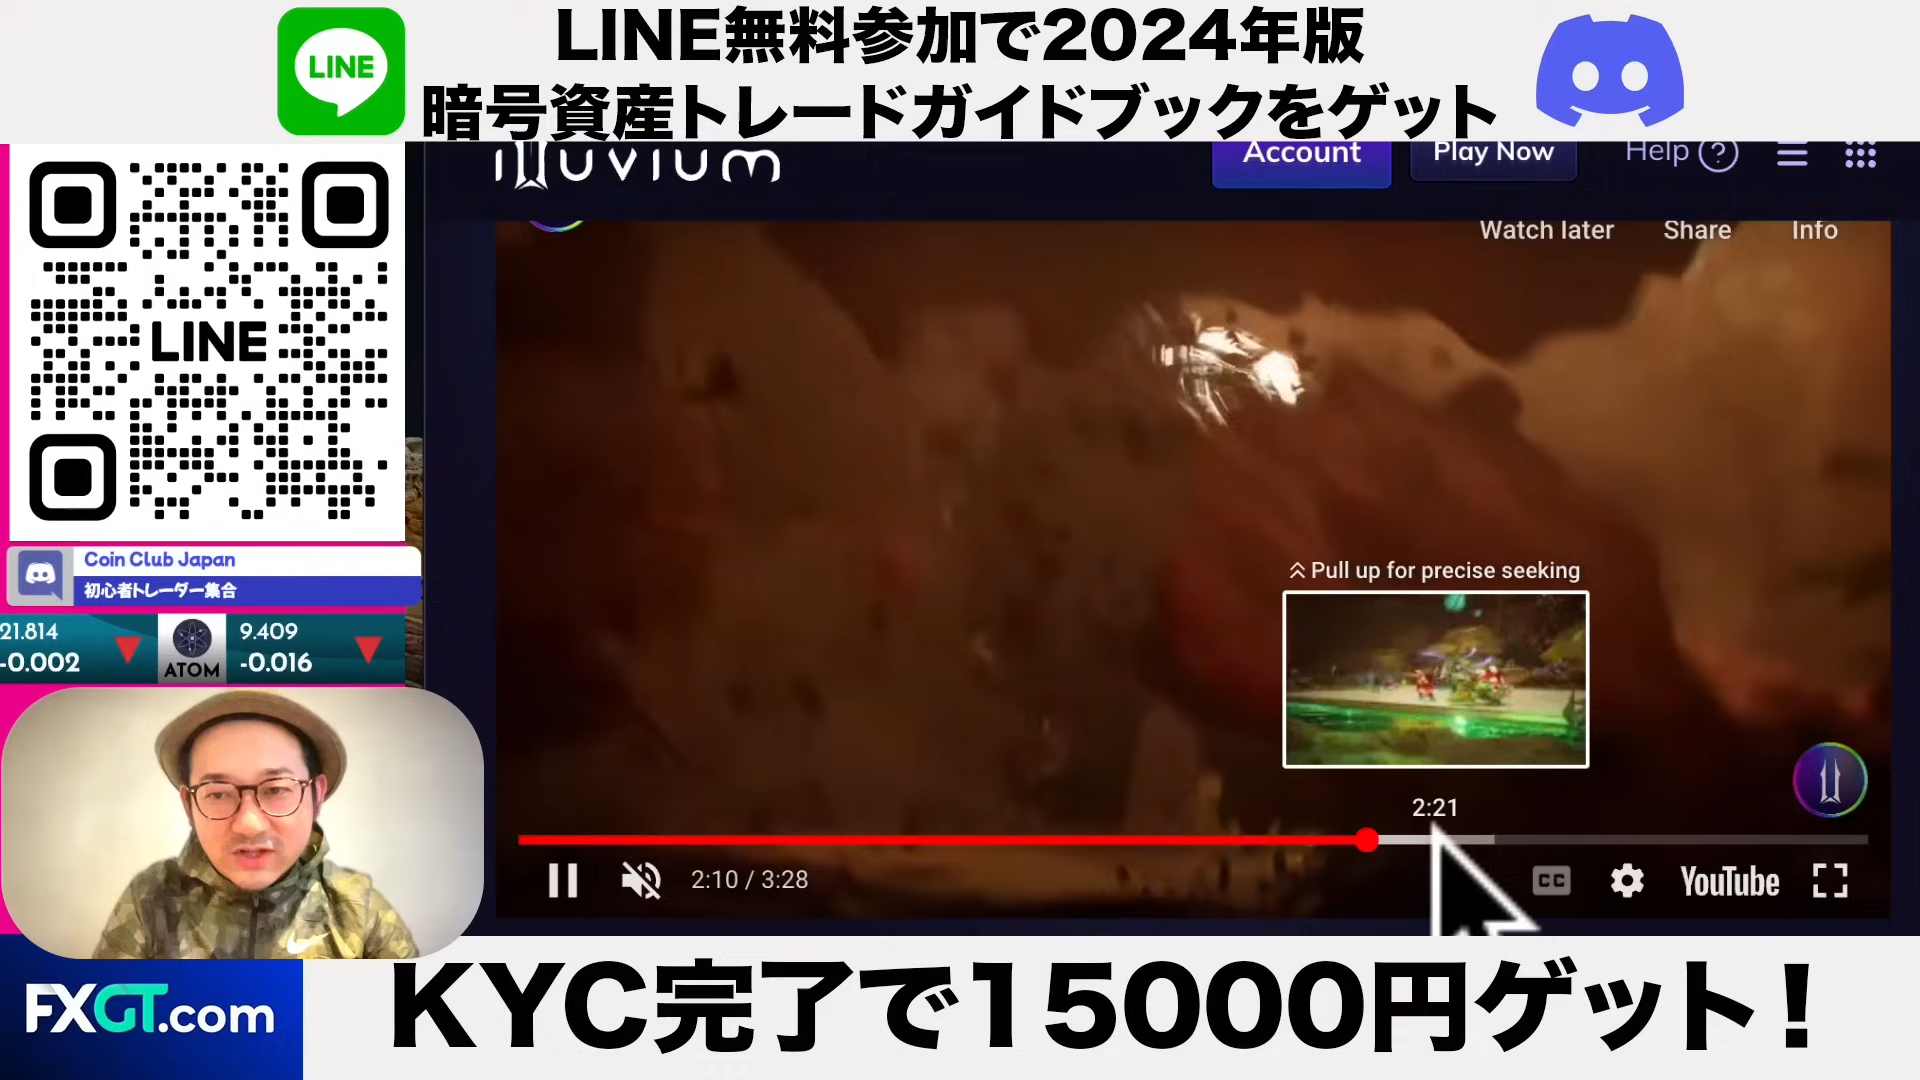 LINE
LINE無料参加で2024年版
暗号資産トレードガイドブックをゲット
ILLUVIUM
Account
Play Now
Help ?
Watch later
Share
Info
LINE
Coin Club Japan
初心者トレーダー集合
21.814
-0.002
ATOM
9.409
-0.016
Pull up for precise seeking
2:21
2:10 / 3:28
CC
YouTube
FXGT.com
KYC完了で15000円ゲット!